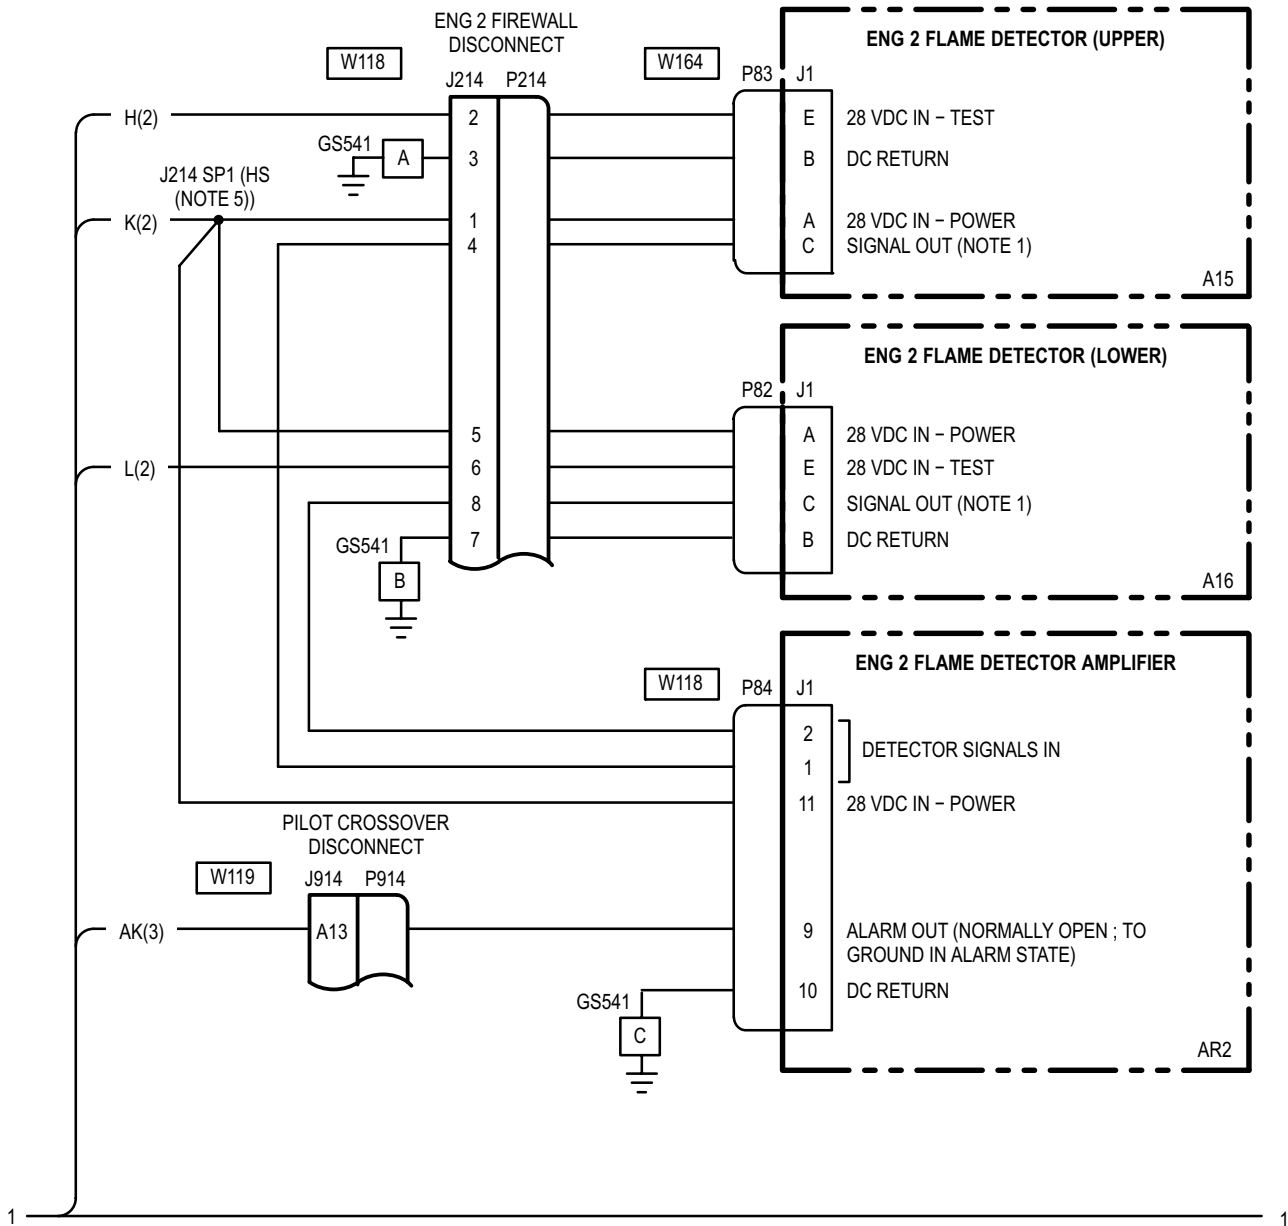 ENG 2 FIREWALL
DISCONNECT
W118
J214 P214
W164
P83 J1
ENG 2 FLAME DETECTOR (UPPER)
H(2)
2
E 28 VDC IN − TEST
GS541
A
3
B DC RETURN
J214 SP1 (HS
(NOTE 5))
K(2)
1
A 28 VDC IN − POWER
4
C SIGNAL OUT (NOTE 1)
A15
ENG 2 FLAME DETECTOR (LOWER)
P82 J1
5
A 28 VDC IN − POWER
L(2)
6
E 28 VDC IN − TEST
8
C SIGNAL OUT (NOTE 1)
GS541
7
B DC RETURN
B
A16
ENG 2 FLAME DETECTOR AMPLIFIER
W118
P84 J1
2
DETECTOR SIGNALS IN
1
11 28 VDC IN − POWER
PILOT CROSSOVER
DISCONNECT
W119
J914 P914
AK(3)
A13
9 ALARM OUT (NORMALLY OPEN ; TO
GROUND IN ALARM STATE)
10 DC RETURN
GS541
C
AR2
1 1